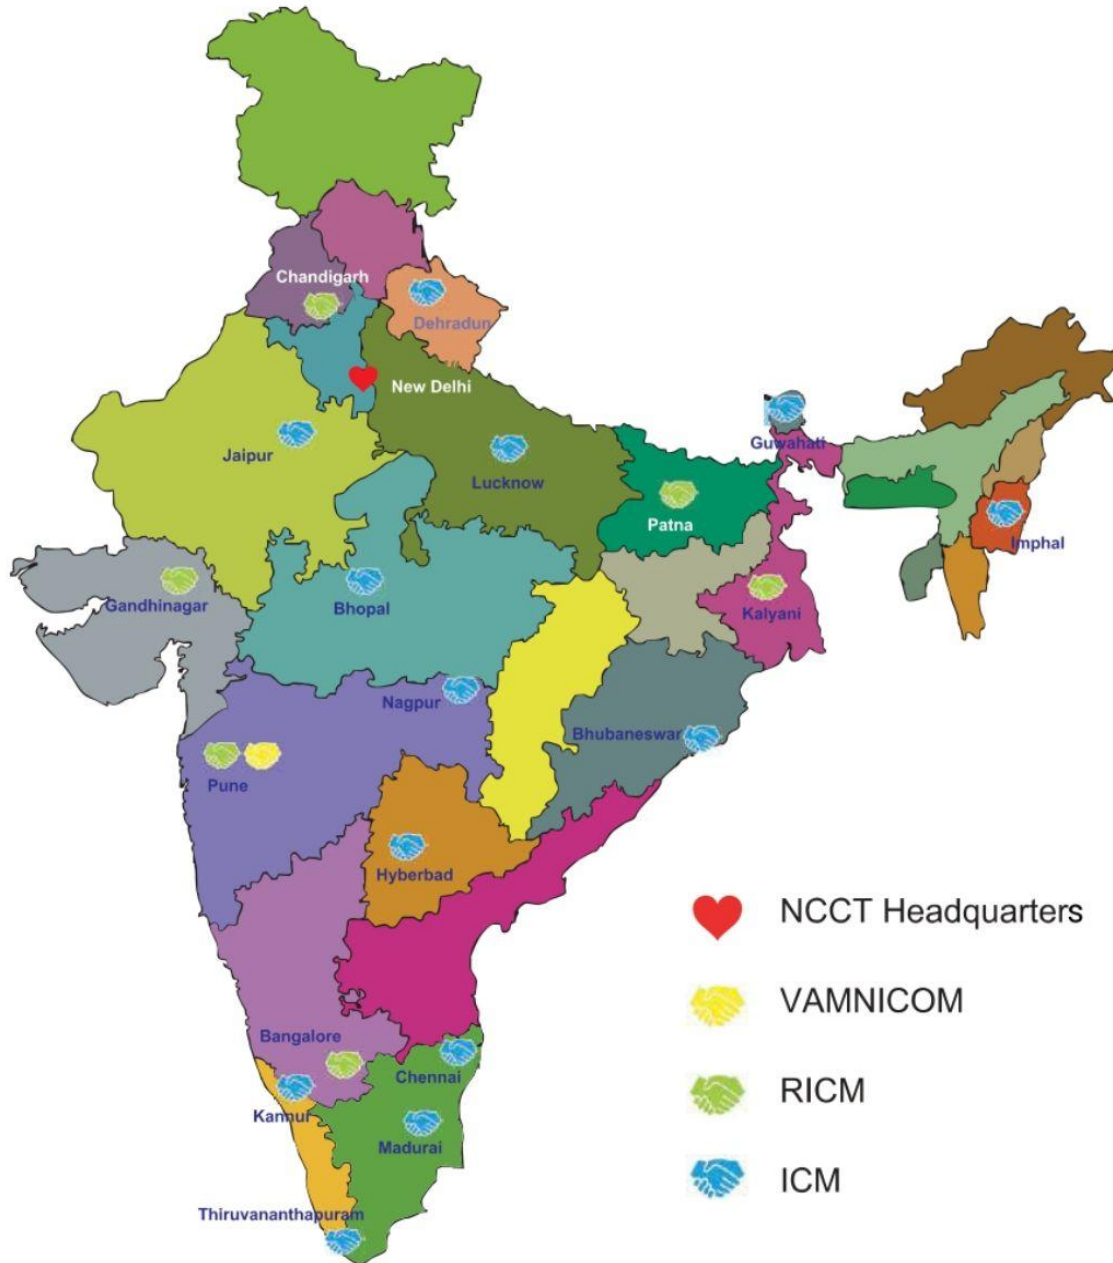 Chandigarh
Dehradun
New Delhi
Jaipur
Lucknow
Guwahati
Patna
Imphal
Gandhinagar
Bhopal
Kalyani
Nagpur
Bhubaneswar
Pune
Hyberbad
NCCT Headquarters
VAMNICOM
Bangalore
Chennai
RICM
Kannur
Madurai
ICM
Thiruvananthapuram